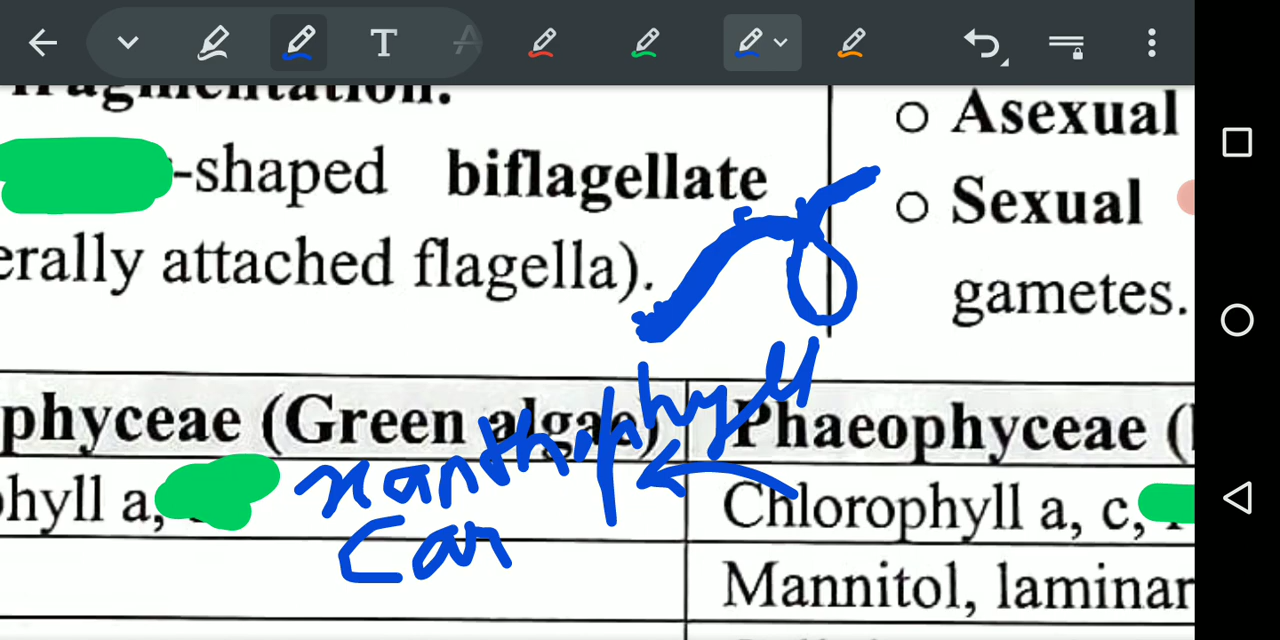 T
fragmentation.
-shaped biflagellate
erally attached flagella).
Asexual
Sexual
gametes.
phyceae (Green algae)
Phaeophyceae (
hyll a,
xanthophyll
Car
Chlorophyll a, c,
Mannitol, laminar